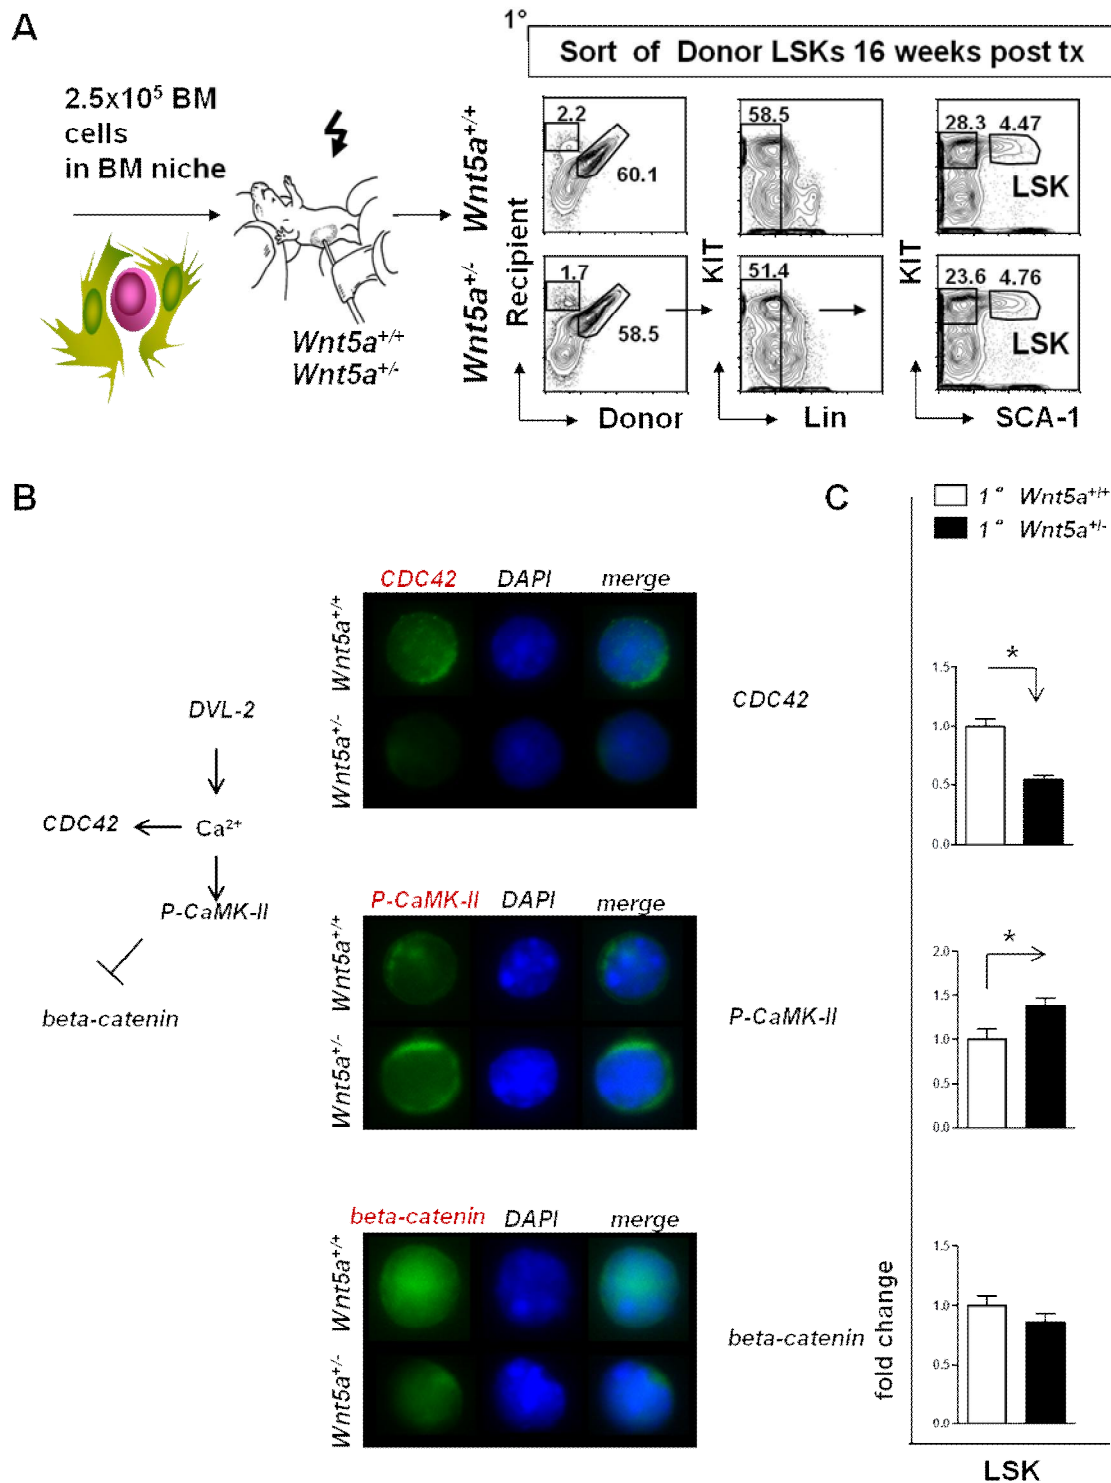 A
1°
Sort of Donor LSKs 16 weeks post tx
2.5x10⁵ BM
cells
in BM niche
Wnt5a+/+
Wnt5a+/-
Wnt5a+/+
Wnt5a+/-
Recipient
Donor
2.2
60.1
1.7
58.5
KIT
Lin
58.5
51.4
KIT
SCA-1
28.3 4.47
LSK
23.6 4.76
LSK
B
DVL-2
CDC42
Ca²⁺
P-CaMK-II
beta-catenin
CDC42 DAPI merge
Wnt5a+/+
Wnt5a+/-
P-CaMK-II DAPI merge
Wnt5a+/+
Wnt5a+/-
beta-catenin DAPI merge
Wnt5a+/+
Wnt5a+/-
C
1° Wnt5a+/+
1° Wnt5a+/-
CDC42
*
1.5
1.0
0.5
0.0
P-CaMK-II
*
2.0
1.5
1.0
0.5
0.0
beta-catenin
fold change
1.5
1.0
0.5
0.0
LSK